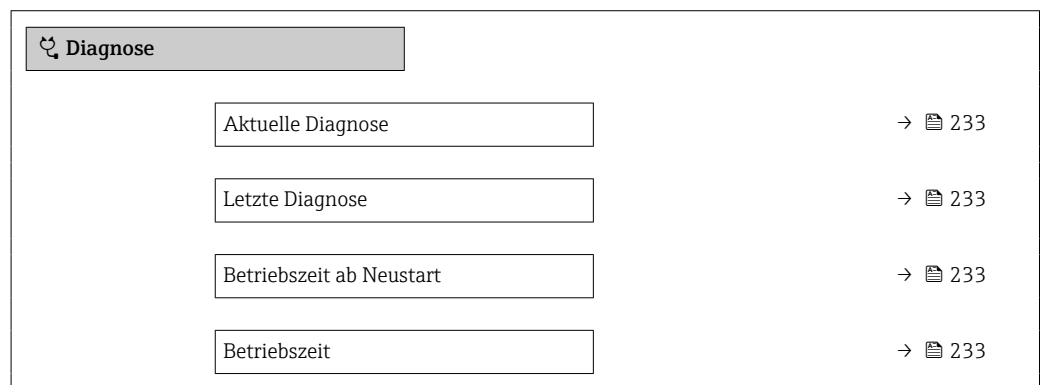 Diagnose
Aktuelle Diagnose → 233
Letzte Diagnose → 233
Betriebszeit ab Neustart → 233
Betriebszeit → 233